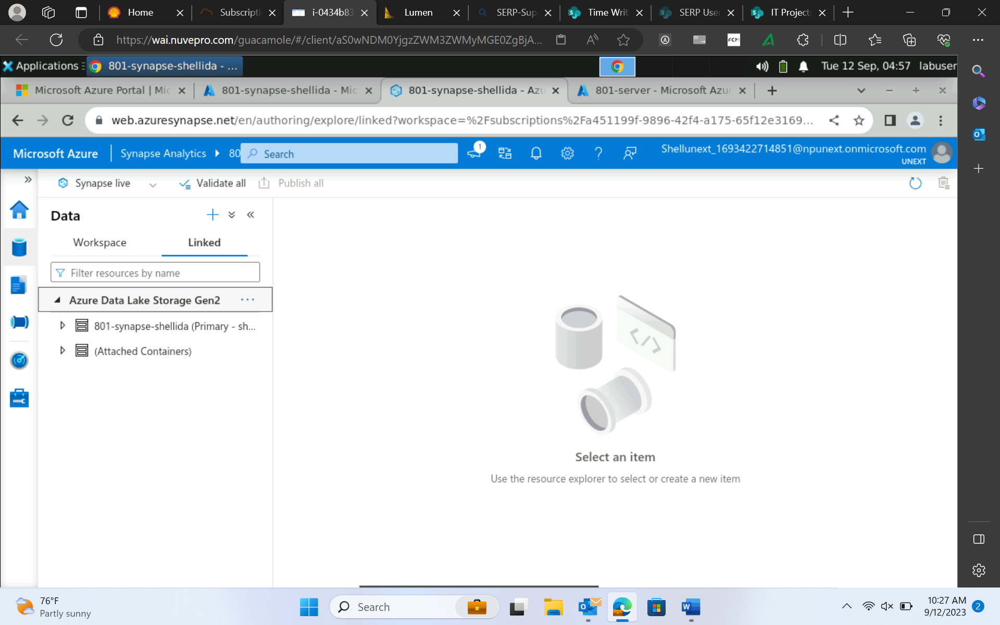 Home
Subscripti
i-0434b83
Lumen
SERP-Sup
Time Writ
SERP Use
IT Projects
https://wai.nuvepro.com/guacamole/#/client/aS0wNDM0YjgzZWM3ZWMyMGE0ZgBjA...
Applications
801-synapse-shellida - ...
Tue 12 Sep, 04:57 labuser
Microsoft Azure Portal | Mic
801-synapse-shellida - Mic
801-synapse-shellida - Azu
801-server - Microsoft Azur
web.azuresynapse.net/en/authoring/explore/linked?workspace=%2Fsubscriptions%2Fa451199f-9896-42f4-a175-65f12e3169...
Microsoft Azure
Synapse Analytics
80
Search
1
Shellunext_1693422714851@npunext.onmicrosoft.com
UNEXT
Synapse live
Validate all
Publish all
Data
Workspace
Linked
Filter resources by name
Azure Data Lake Storage Gen2
801-synapse-shellida (Primary - sh...
(Attached Containers)
Select an item
Use the resource explorer to select or create a new item
76°F
Partly sunny
Search
10:27 AM
9/12/2023
2